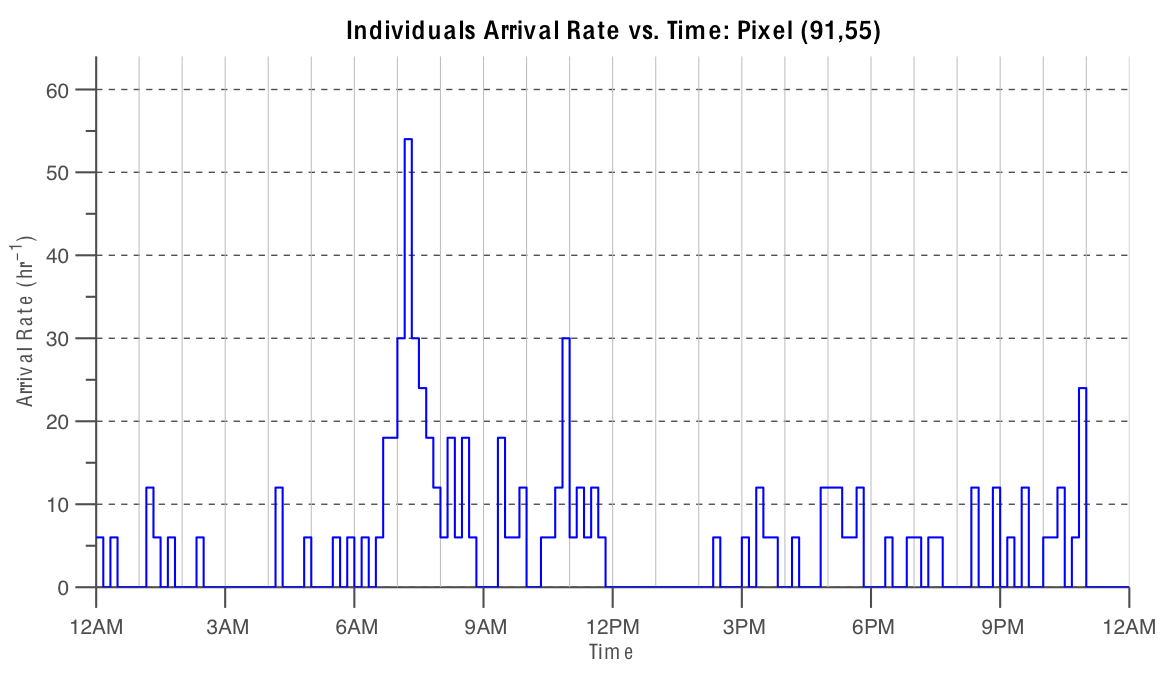 Individuals Arrival Rate vs. Time: Pixel (91,55)
60
50
40
30
20
10
0
Arrival Rate (hr⁻¹)
12AM 3AM 6AM 9AM 12PM 3PM 6PM 9PM 12AM
Time